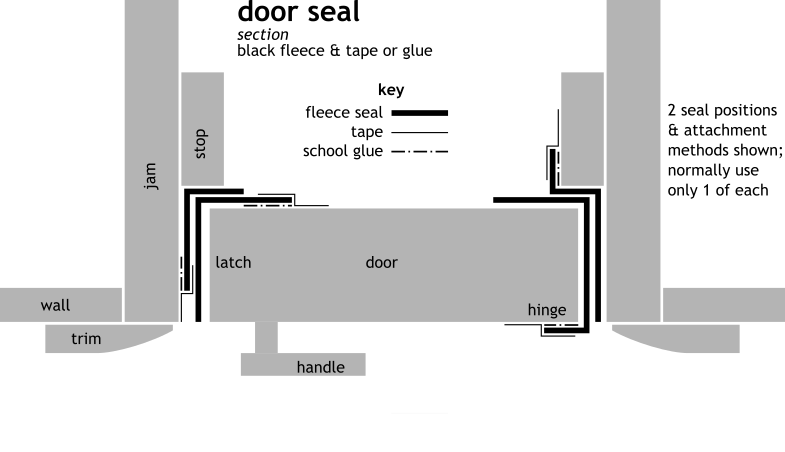 door seal
section
black fleece & tape or glue
key
fleece seal
tape
school glue
2 seal positions
& attachment
methods shown;
normally use
only 1 of each
stop
jam
latch
door
hinge
wall
trim
handle